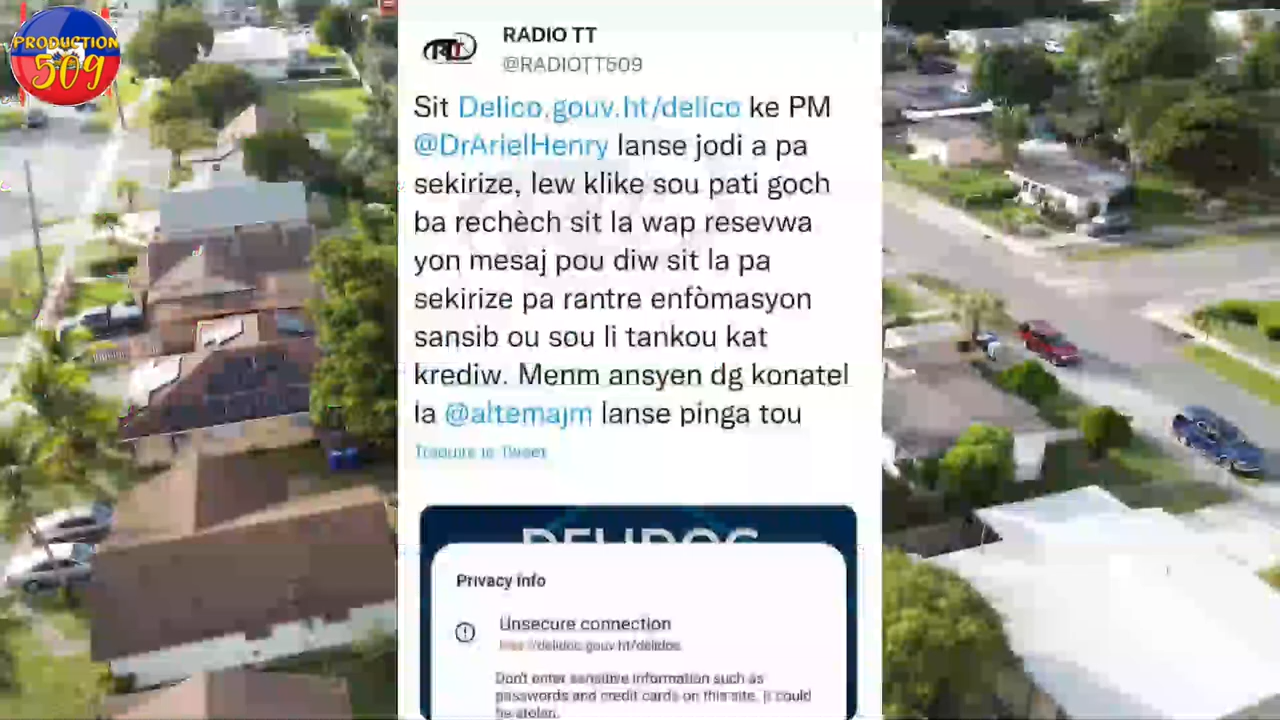 PRODUCTION
509
RADIO TT
@RADIOTT509
Sit Delico.gouv.ht/delico ke PM
@DrArielHenry lanse jodi a pa
sekirize, lew klike sou pati goch
ba rechèch sit la wap resevwa
yon mesaj pou diw sit la pa
sekirize pa rantre enfòmasyon
sansib ou sou li tankou kat
krediw. Menm ansyen dg konatel
la @altemajm lanse pinga tou
Traduire le Tweet
Privacy info
Unsecure connection
delidoc.gouv.ht/delidoc
Don't enter sensitive information such as
passwords and credit cards on this site. It could
be stolen.